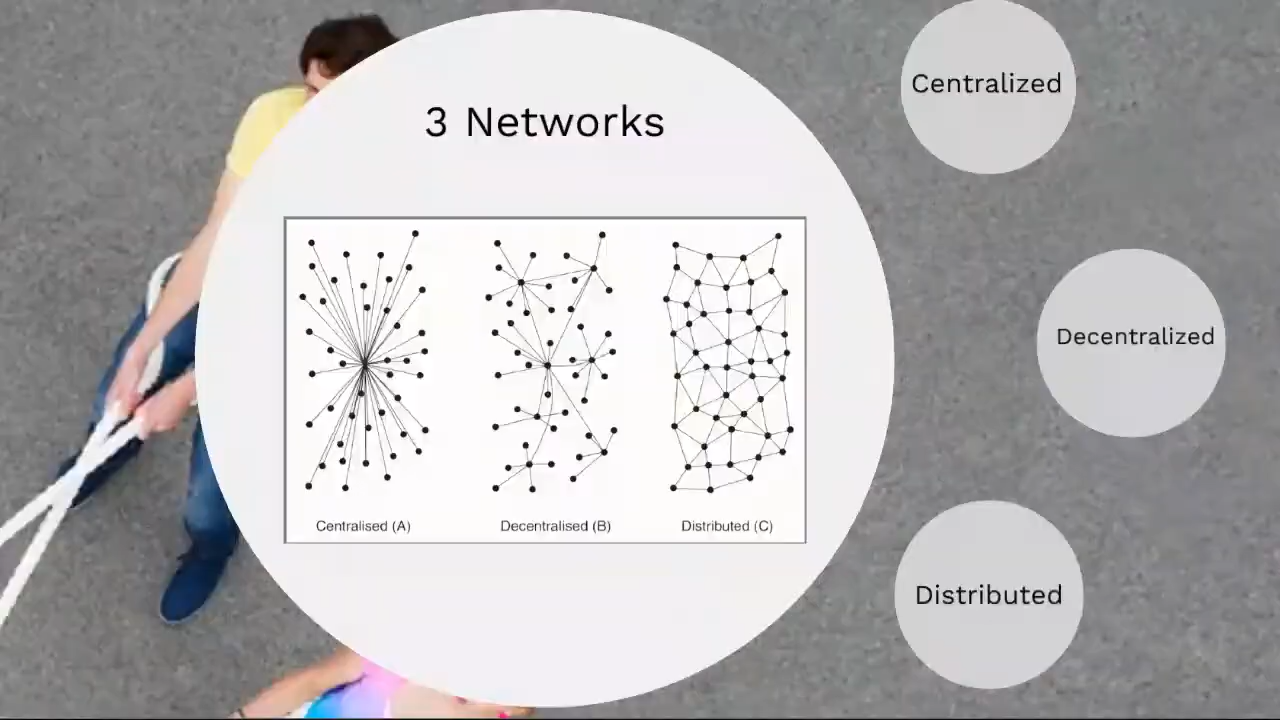 3 Networks
Centralised (A)
Decentralised (B)
Distributed (C)
Centralized
Decentralized
Distributed